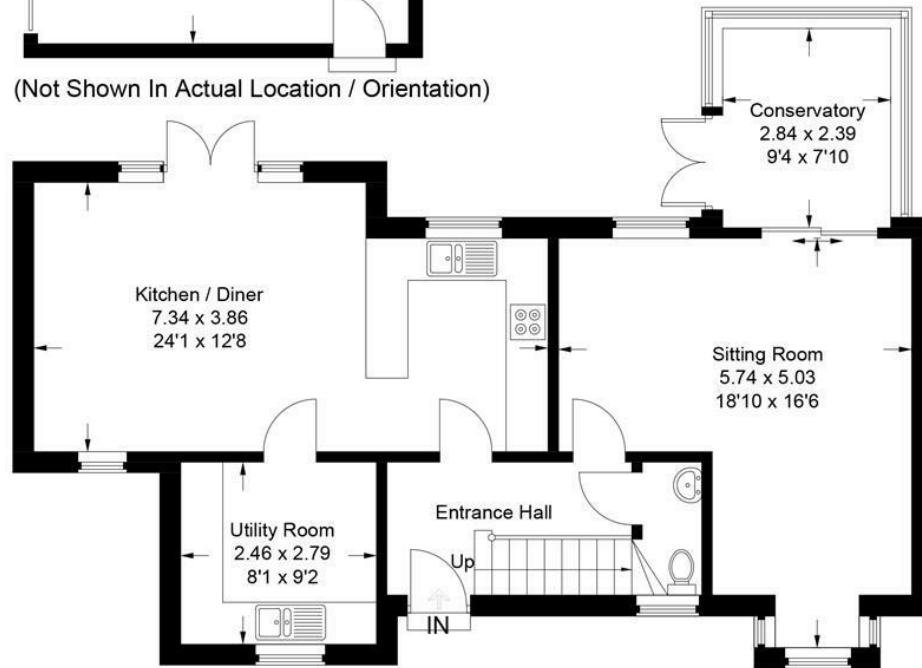 (Not Shown In Actual Location / Orientation)
Conservatory
2.84 x 2.39
9'4 x 7'10
Kitchen / Diner
7.34 x 3.86
24'1 x 12'8
Sitting Room
5.74 x 5.03
18'10 x 16'6
Entrance Hall
Utility Room
2.46 x 2.79
8'1 x 9'2
Up
IN